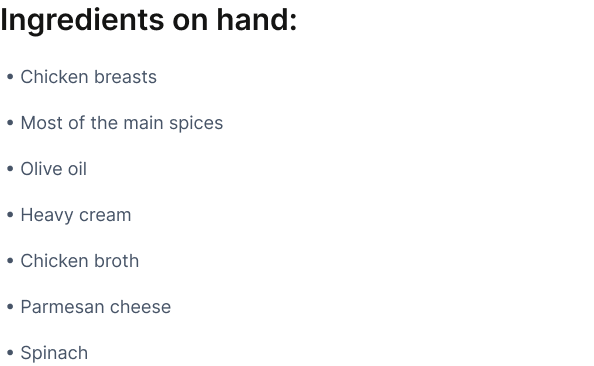 Ingredients on hand:
• Chicken breasts
• Most of the main spices
• Olive oil
• Heavy cream
• Chicken broth
• Parmesan cheese
• Spinach